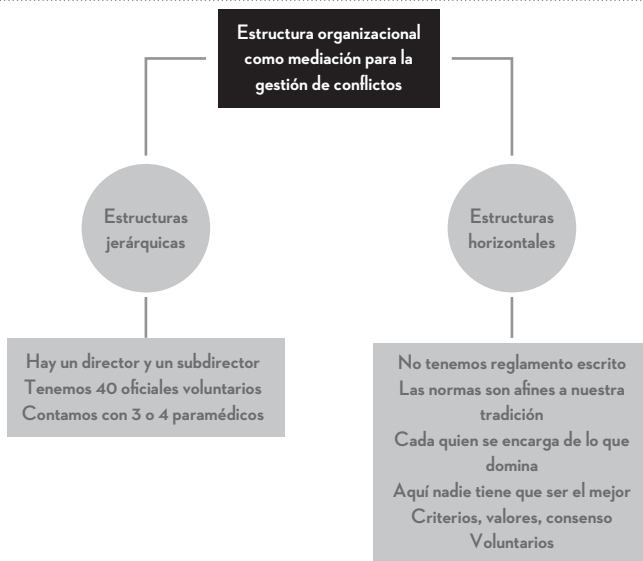 Estructura organizacional
como mediación para la
gestión de conflictos
Estructuras
jerárquicas
Estructuras
horizontales
Hay un director y un subdirector
Tenemos 40 oficiales voluntarios
Contamos con 3 o 4 paramédicos
No tenemos reglamento escrito
Las normas son afines a nuestra
tradición
Cada quien se encarga de lo que
domina
Aquí nadie tiene que ser el mejor
Criterios, valores, consenso
Voluntarios